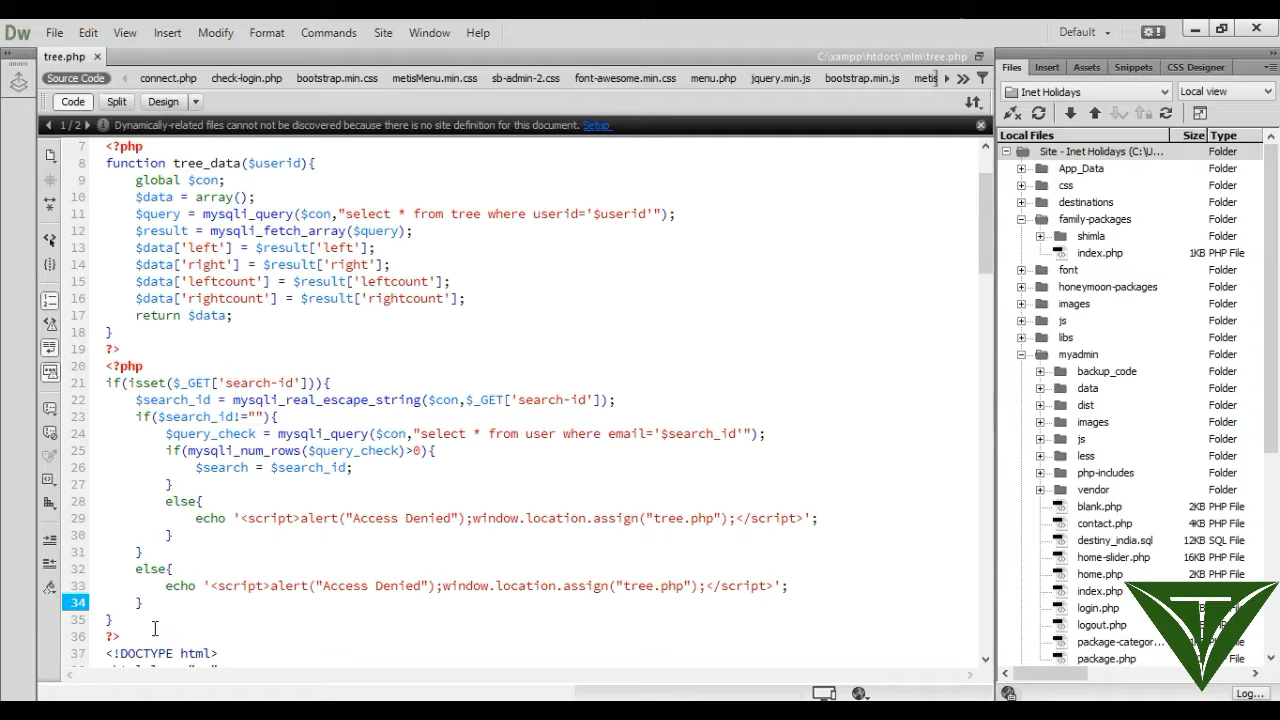 Dw File Edit View Insert Modify Format Commands Site Window Help Default
tree.php C:\xampp\htdocs\mlm\tree.php
Source Code connect.php check-login.php bootstrap.min.css metisMenu.min.css sb-admin-2.css font-awesome.min.css menu.php jquery.min.js bootstrap.min.js metis
Code Split Design
1 / 2 Dynamically-related files cannot not be discovered because there is no site definition for this document. Setup
7 <?php
8 function tree_data($userid){
9 global $con;
10 $data = array();
11 $query = mysqli_query($con,"select * from tree where userid='$userid'");
12 $result = mysqli_fetch_array($query);
13 $data['left'] = $result['left'];
14 $data['right'] = $result['right'];
15 $data['leftcount'] = $result['leftcount'];
16 $data['rightcount'] = $result['rightcount'];
17 return $data;
18 }
19 ?>
20 <?php
21 if(isset($_GET['search-id'])){
22 $search_id = mysqli_real_escape_string($con,$_GET['search-id']);
23 if($search_id!=""){
24 $query_check = mysqli_query($con,"select * from user where email='$search_id'");
25 if(mysqli_num_rows($query_check)>0){
26 $search = $search_id;
27 }
28 else{
29 echo '<script>alert("Access Denied");window.location.assign("tree.php");</script>';
30 }
31 }
32 else{
33 echo '<script>alert("Access Denied");window.location.assign("tree.php");</script>';
34 }
35 }
36 ?>
37 <!DOCTYPE html>
Files Insert Assets Snippets CSS Designer
Inet Holidays Local view
Local Files Size Type
Site - Inet Holidays (C:\U... Folder
App_Data Folder
css Folder
destinations Folder
family-packages Folder
shimla Folder
index.php 1KB PHP File
font Folder
honeymoon-packages Folder
images Folder
js Folder
libs Folder
myadmin Folder
backup_code Folder
data Folder
dist Folder
images Folder
js Folder
less Folder
php-includes Folder
vendor Folder
blank.php 2KB PHP File
contact.php 4KB PHP File
destiny_india.sql 12KB SQL File
home-slider.php 16KB PHP File
home.php 2KB PHP File
index.php
login.php
logout.php
package-categor...
package.php File
Log...